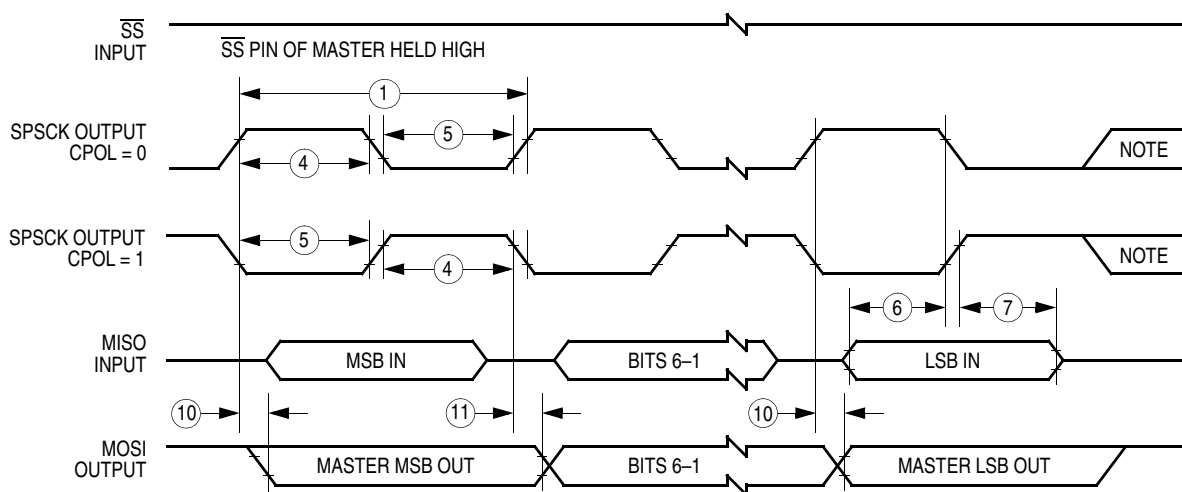 SS
INPUT
SS PIN OF MASTER HELD HIGH
1
SPSCK OUTPUT
CPOL = 0
5
4
NOTE
SPSCK OUTPUT
CPOL = 1
5
4
NOTE
6
7
MISO
INPUT
MSB IN
BITS 6–1
LSB IN
10
11
10
MOSI
OUTPUT
MASTER MSB OUT
BITS 6–1
MASTER LSB OUT